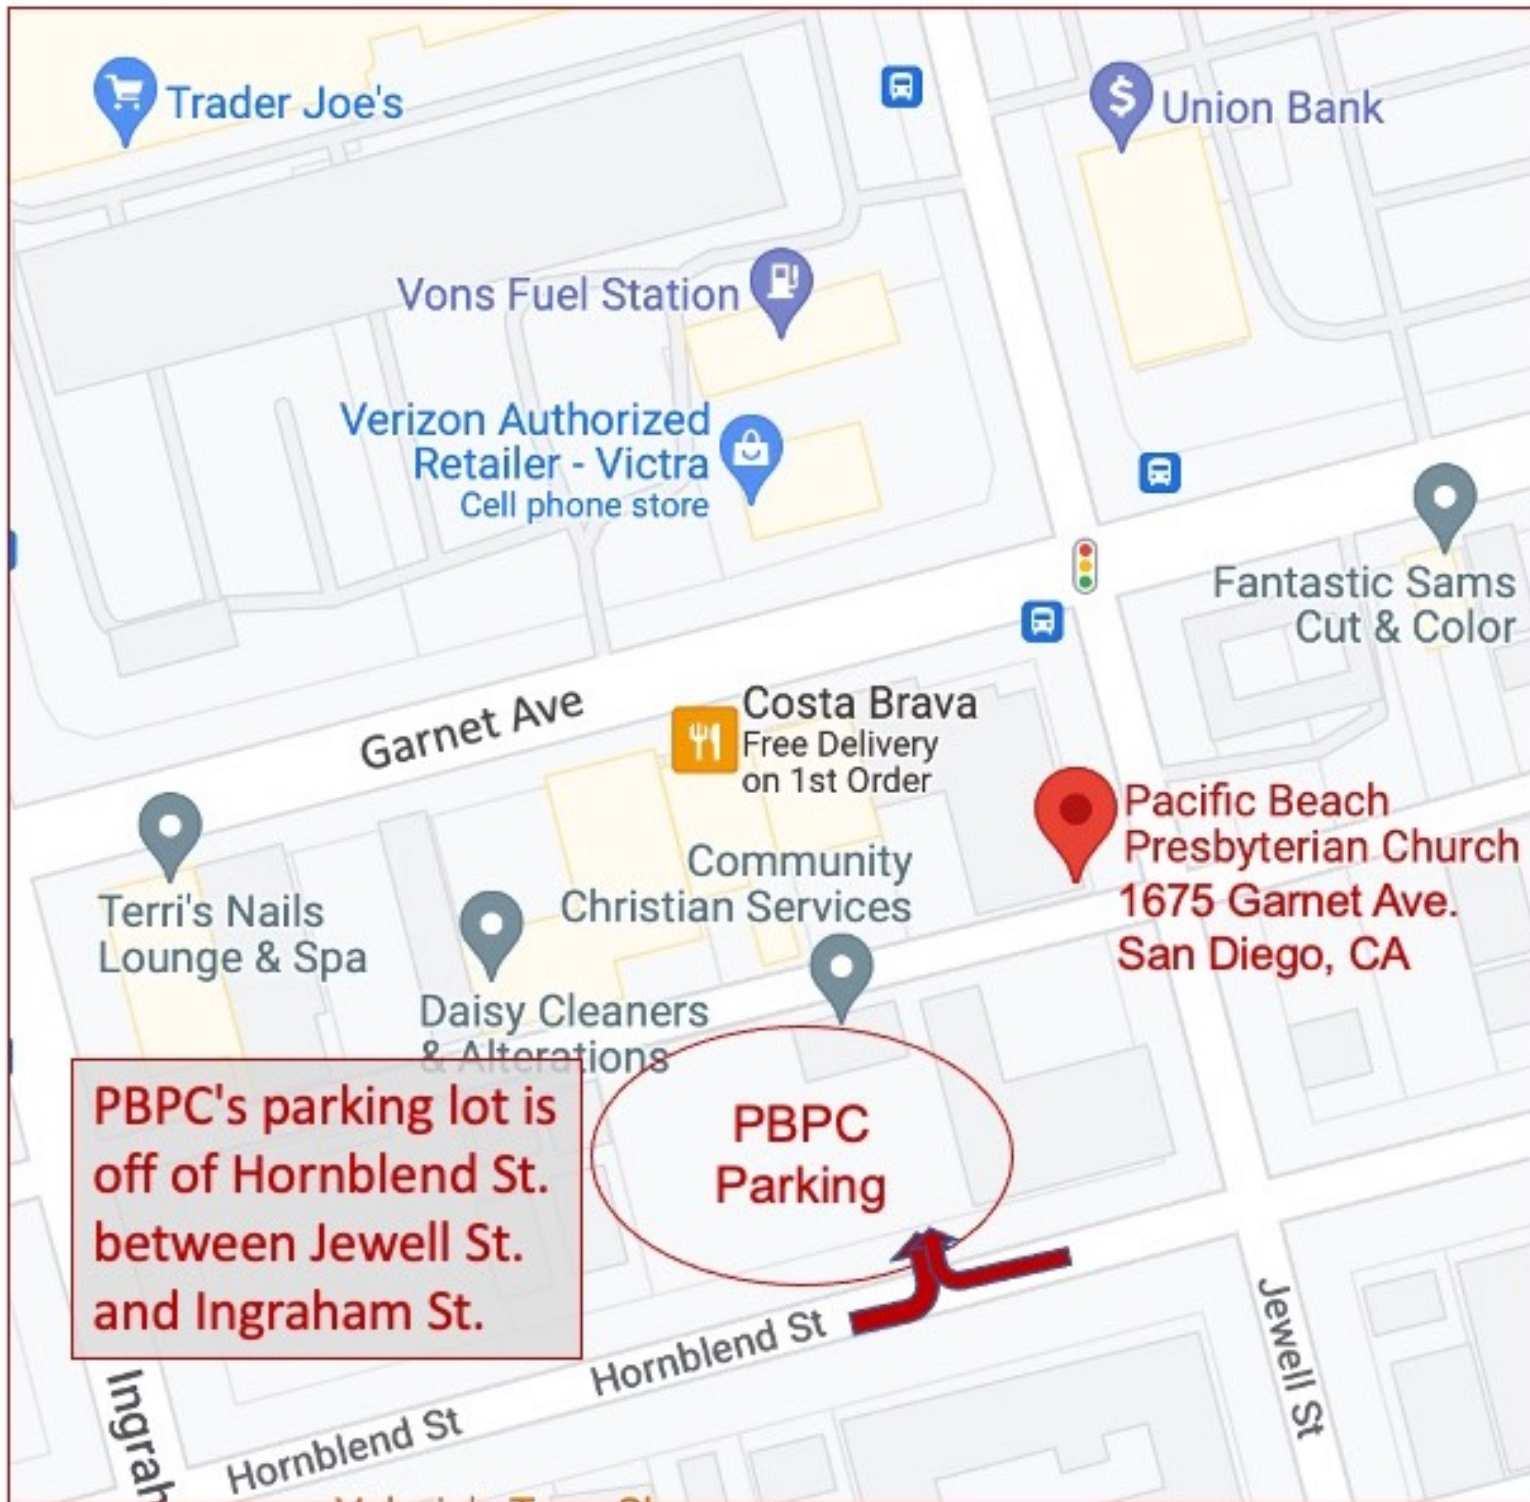 Trader Joe's
Union Bank
Vons Fuel Station
Verizon Authorized
Retailer - Victra
Cell phone store
Fantastic Sams
Cut & Color
Garnet Ave
Costa Brava
Free Delivery
on 1st Order
Pacific Beach
Presbyterian Church
1675 Garnet Ave.
San Diego, CA
Community
Christian Services
Terri's Nails
Lounge & Spa
Daisy Cleaners
& Alterations
PBPC's parking lot is
off of Hornblend St.
between Jewell St.
and Ingraham St.
PBPC
Parking
Hornblend St
Jewell St
Ingrah
Hornblend St